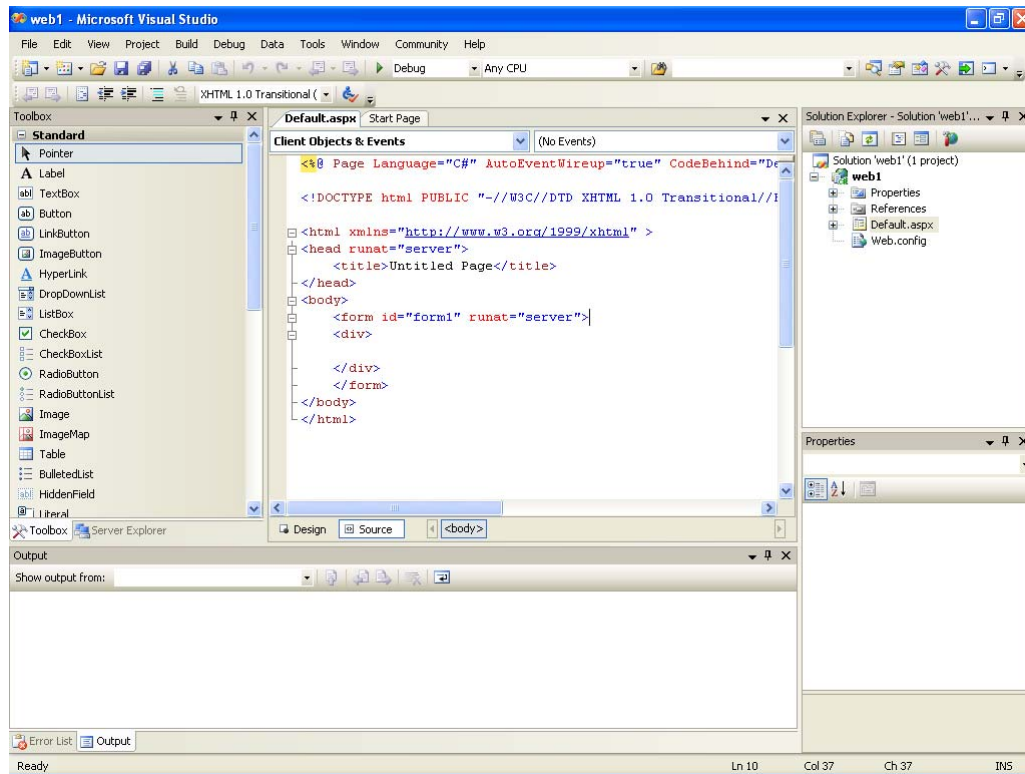 web1 - Microsoft Visual Studio
File Edit View Project Build Debug Data Tools Window Community Help
Debug Any CPU
XHTML 1.0 Transitional (
Toolbox
Standard
Pointer
A Label
abl TextBox
ab Button
ab LinkButton
ImageButton
A HyperLink
DropDownList
ListBox
CheckBox
CheckBoxList
RadioButton
RadioButtonList
Image
ImageMap
Table
BulletedList
abl HiddenField
Literal
Toolbox Server Explorer
Default.aspx Start Page
Client Objects & Events (No Events)
<%@ Page Language="C#" AutoEventWireup="true" CodeBehind="De
<!DOCTYPE html PUBLIC "-//W3C//DTD XHTML 1.0 Transitional//
<html xmlns="http://www.w3.org/1999/xhtml" >
<head runat="server">
<title>Untitled Page</title>
</head>
<body>
<form id="form1" runat="server">
<div>
</div>
</form>
</body>
</html>
Design Source <body>
Solution Explorer - Solution 'web1'...
Solution 'web1' (1 project)
web1
Properties
References
Default.aspx
Web.config
Properties
Output
Show output from:
Error List Output
Ready Ln 10 Col 37 Ch 37 INS